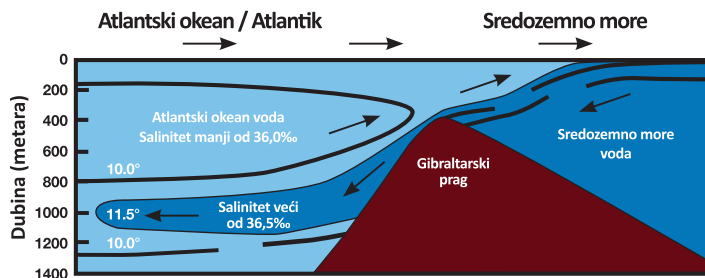 Atlantski okean / Atlantik
Sredozemno more
Dubina (metara)
0
200
400
600
800
1000
1200
1400
Atlantski okean voda
Salinitet manji od 36,0‰
10.0°
11.5°
10.0°
Salinitet veći
od 36,5‰
Gibraltarski
prag
Sredozemno more
voda